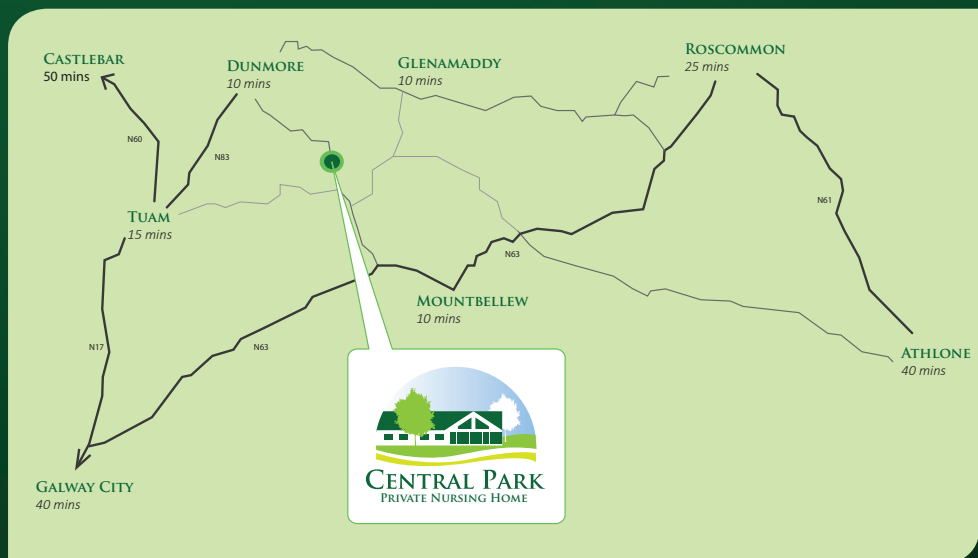 CASTLEBAR
50 mins
DUNMORE
10 mins
GLENAMADDY
10 mins
ROSCOMMON
25 mins
N60
N83
N61
TUAM
15 mins
N63
MOUNTBELLEW
10 mins
N17
N63
ATHLONE
40 mins
CENTRAL PARK
PRIVATE NURSING HOME
GALWAY CITY
40 mins